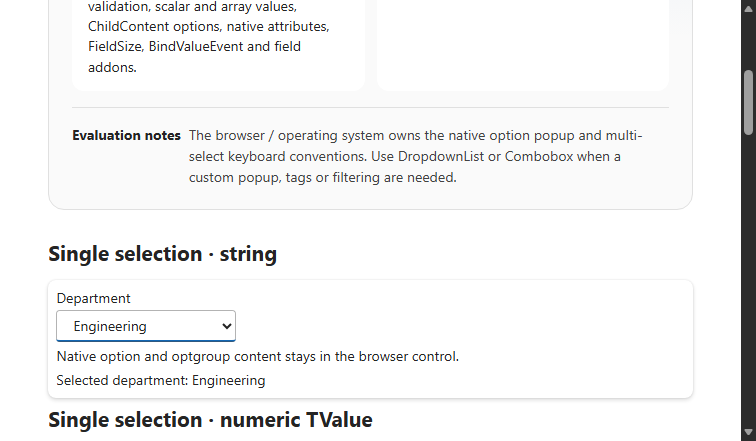 validation, scalar and array values,
ChildContent options, native attributes,
FieldSize, BindValueEvent and field
addons.
Evaluation notes The browser / operating system owns the native option popup and multi-
select keyboard conventions. Use DropdownList or Combobox when a
custom popup, tags or filtering are needed.
Single selection · string
Department
Engineering
Native option and optgroup content stays in the browser control.
Selected department: Engineering
Single selection · numeric TValue